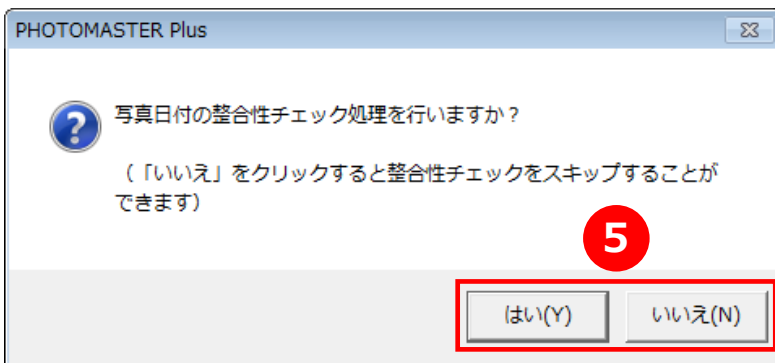 PHOTOMASTER Plus
写真日付の整合性チェック処理を行いますか？
（「いいえ」をクリックすると整合性チェックをスキップすることが
できます）
5
はい(Y)
いいえ(N)